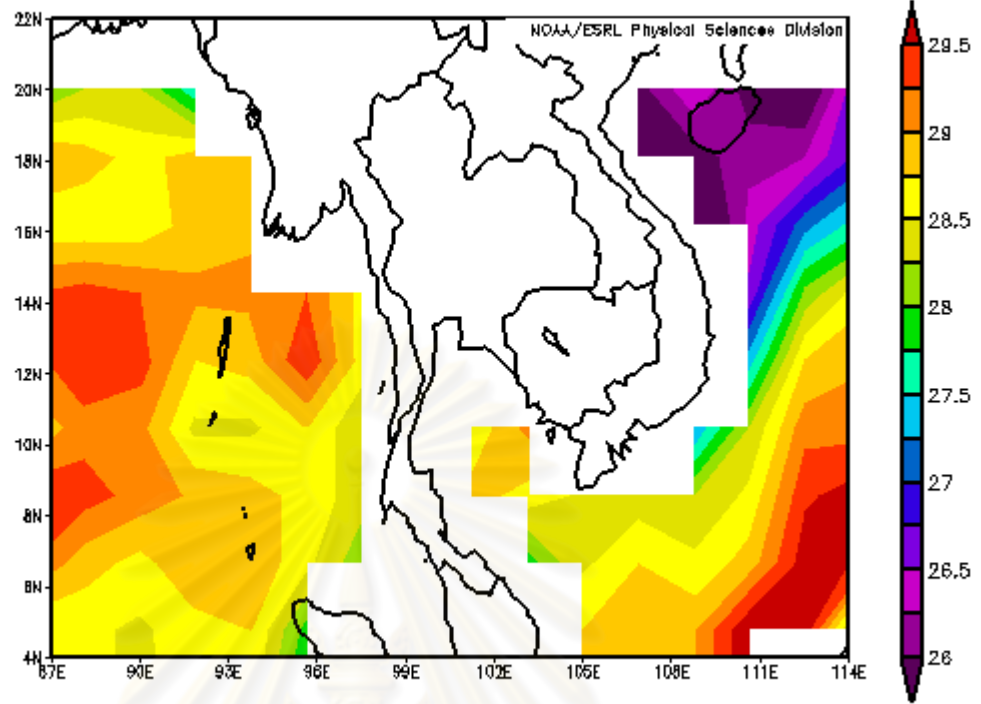 NOAA/ESRL Physical Sciences Division
22N
20N
18N
16N
14N
12N
10N
8N
6N
4N
87E 90E 93E 96E 99E 102E 105E 108E 111E 114E
29.5
29
28.5
28
27.5
27
26.5
26